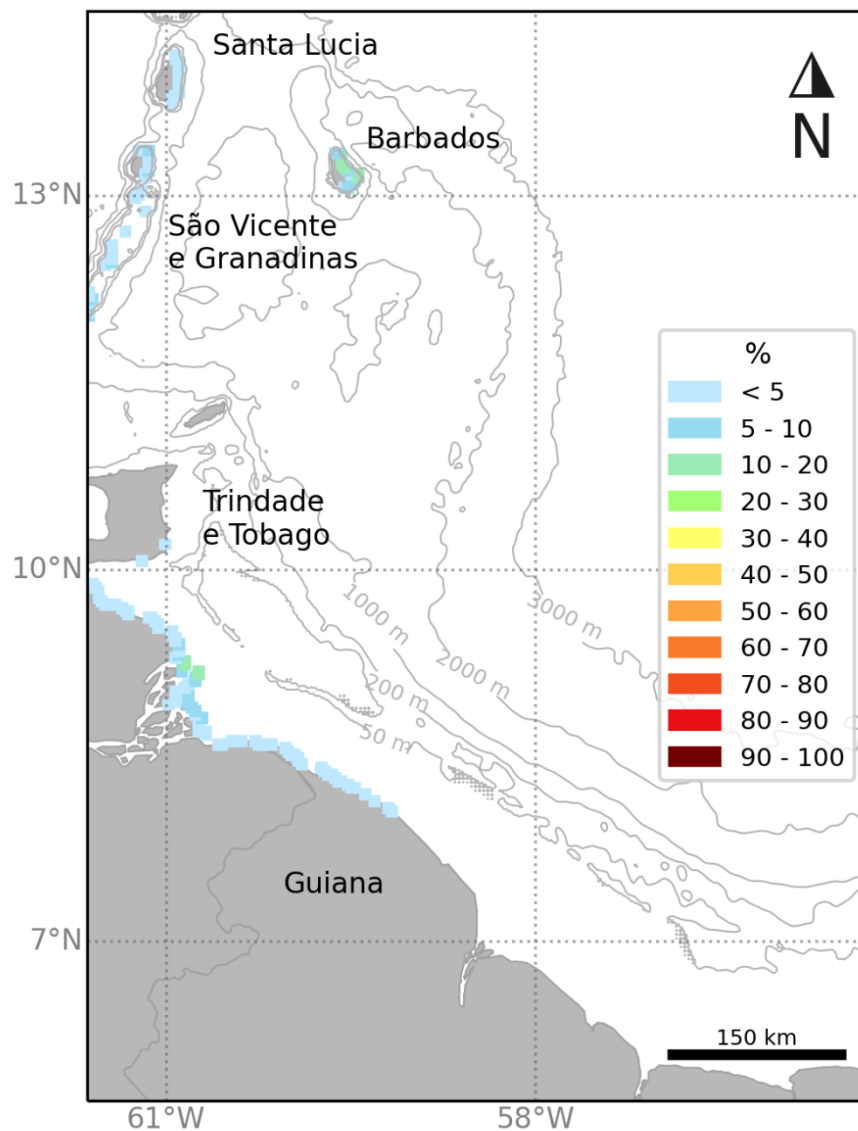 Santa Lucia
Barbados
N
13°N
São Vicente
e Granadinas
%
< 5
5 - 10
10 - 20
20 - 30
30 - 40
40 - 50
50 - 60
60 - 70
70 - 80
80 - 90
90 - 100
Trindade
e Tobago
10°N
1000 m
3000 m
2000 m
200 m
50 m
Guiana
7°N
150 km
61°W
58°W